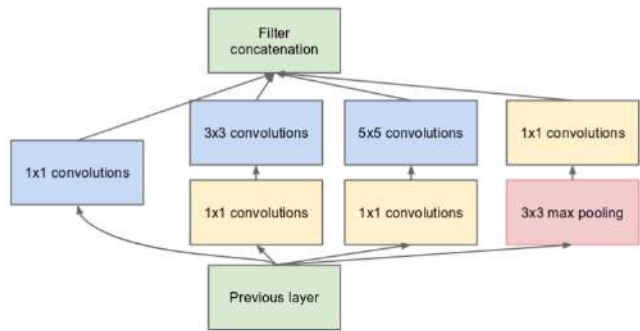 Filter
concatenation
3x3 convolutions
5x5 convolutions
1x1 convolutions
1x1 convolutions
1x1 convolutions
1x1 convolutions
3x3 max pooling
Previous layer